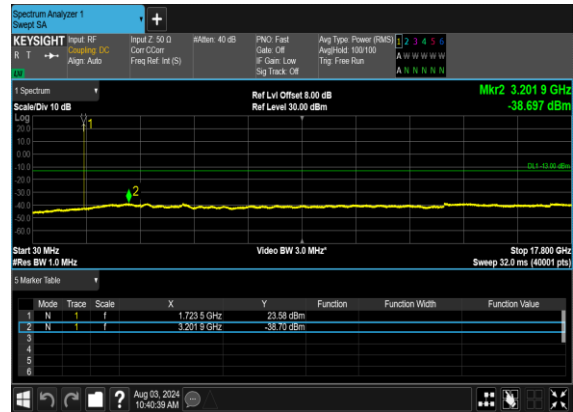 Spectrum Analyzer 1
Swept SA
+
KEYSIGHT Input: RF Input Z: 50 Ω #Atten: 40 dB PNO: Fast Avg Type: Power (RMS) 1 2 3 4 5 6
R T Coupling: DC Corr CCorr Gate: Off Avg|Hold: 100/100 A W W W W W
Align: Auto Freq Ref: Int (S) IF Gain: Low Trig: Free Run
Sig Track: Off A N N N N N
LW
1 Spectrum Ref Lvl Offset 8.00 dB Mkr2 3.201 9 GHz
Scale/Div 10 dB Ref Level 30.00 dBm -38.697 dBm
Log
1
20.0
10.0
0.00
-10.0
DL1 -13.00 dBm
-20.0
-30.0
2
-40.0
-50.0
-60.0
Start 30 MHz Video BW 3.0 MHz* Stop 17.800 GHz
#Res BW 1.0 MHz Sweep 32.0 ms (40001 pts)
5 Marker Table
Mode Trace Scale X Y Function Function Width Function Value
1 N 1 f 1.723 5 GHz 23.58 dBm
2 N 1 f 3.201 9 GHz -38.70 dBm
3
4
5
6
? Aug 03, 2024
10:40:39 AM